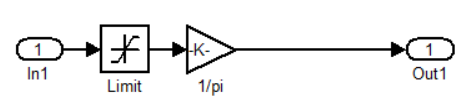 1
In1
Limit
-K-
1/pi
1
Out1